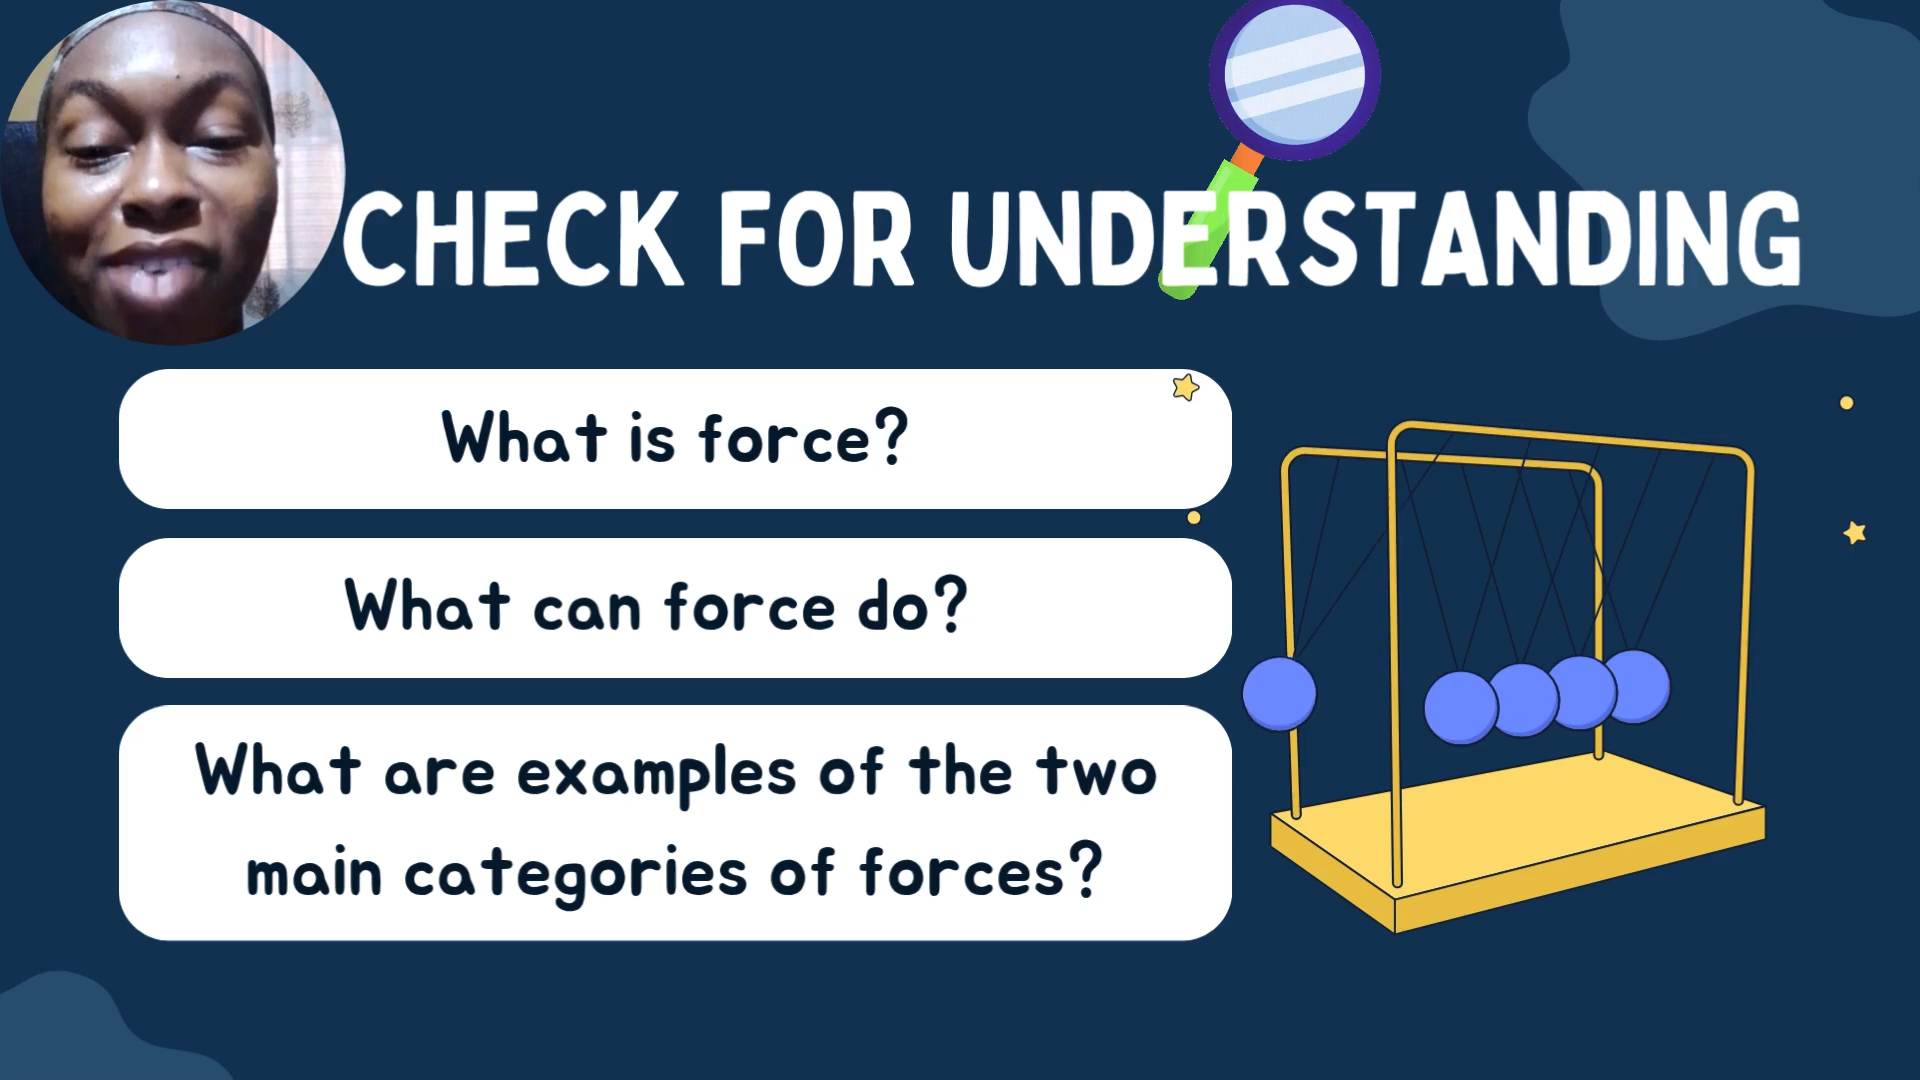 CHECK FOR UNDERSTANDING
What is force?
What can force do?
What are examples of the two
main categories of forces?